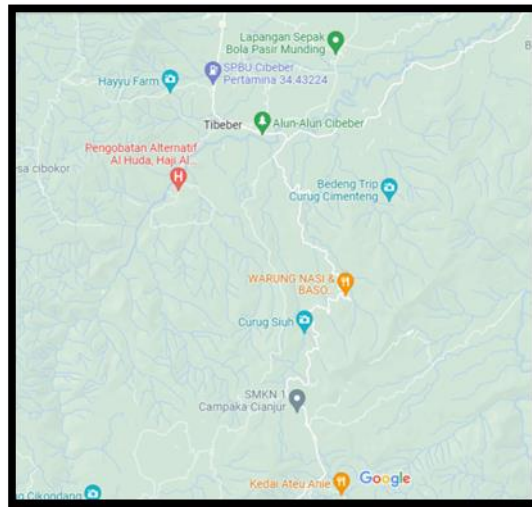 Lapangan Sepak
Bola Pasir Munding
SPBU Cibeber
Pertamina 34.43224
Hayyu Farm
Tibeber
Alun-Alun Cibeber
Pengobatan Alternatif
Al Huda, Haji Al...
sa cibokor
H
Bedeng Trip
Curug Cimenteng
WARUNG NASI &
BASO...
Curug Siuh
SMKN 1
Campaka Cianjur
Kedai Ateu Ahie
Google
g Cikondang